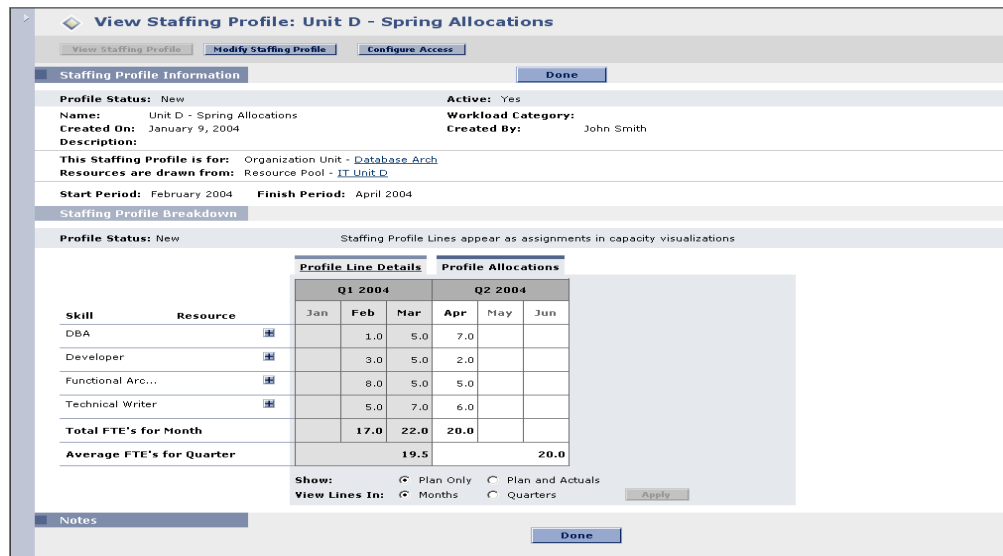 View Staffing Profile: Unit D - Spring Allocations
View Staffing Profile Modify Staffing Profile Configure Access
Staffing Profile Information Done
Profile Status: New Active: Yes
Name: Unit D - Spring Allocations Workload Category:
Created On: January 9, 2004 Created By: John Smith
Description:
This Staffing Profile is for: Organization Unit - Database Arch
Resources are drawn from: Resource Pool - IT Unit D
Start Period: February 2004 Finish Period: April 2004
Staffing Profile Breakdown
Profile Status: New Staffing Profile Lines appear as assignments in capacity visualizations
Profile Line Details Profile Allocations
Q1 2004 Q2 2004
Skill Resource Jan Feb Mar Apr May Jun
DBA 1.0 5.0 7.0
Developer 3.0 5.0 2.0
Functional Arc... 8.0 5.0 5.0
Technical Writer 5.0 7.0 6.0
Total FTE's for Month 17.0 22.0 20.0
Average FTE's for Quarter 19.5 20.0
Show: Plan Only Plan and Actuals
View Lines In: Months Quarters Apply
Notes
Done